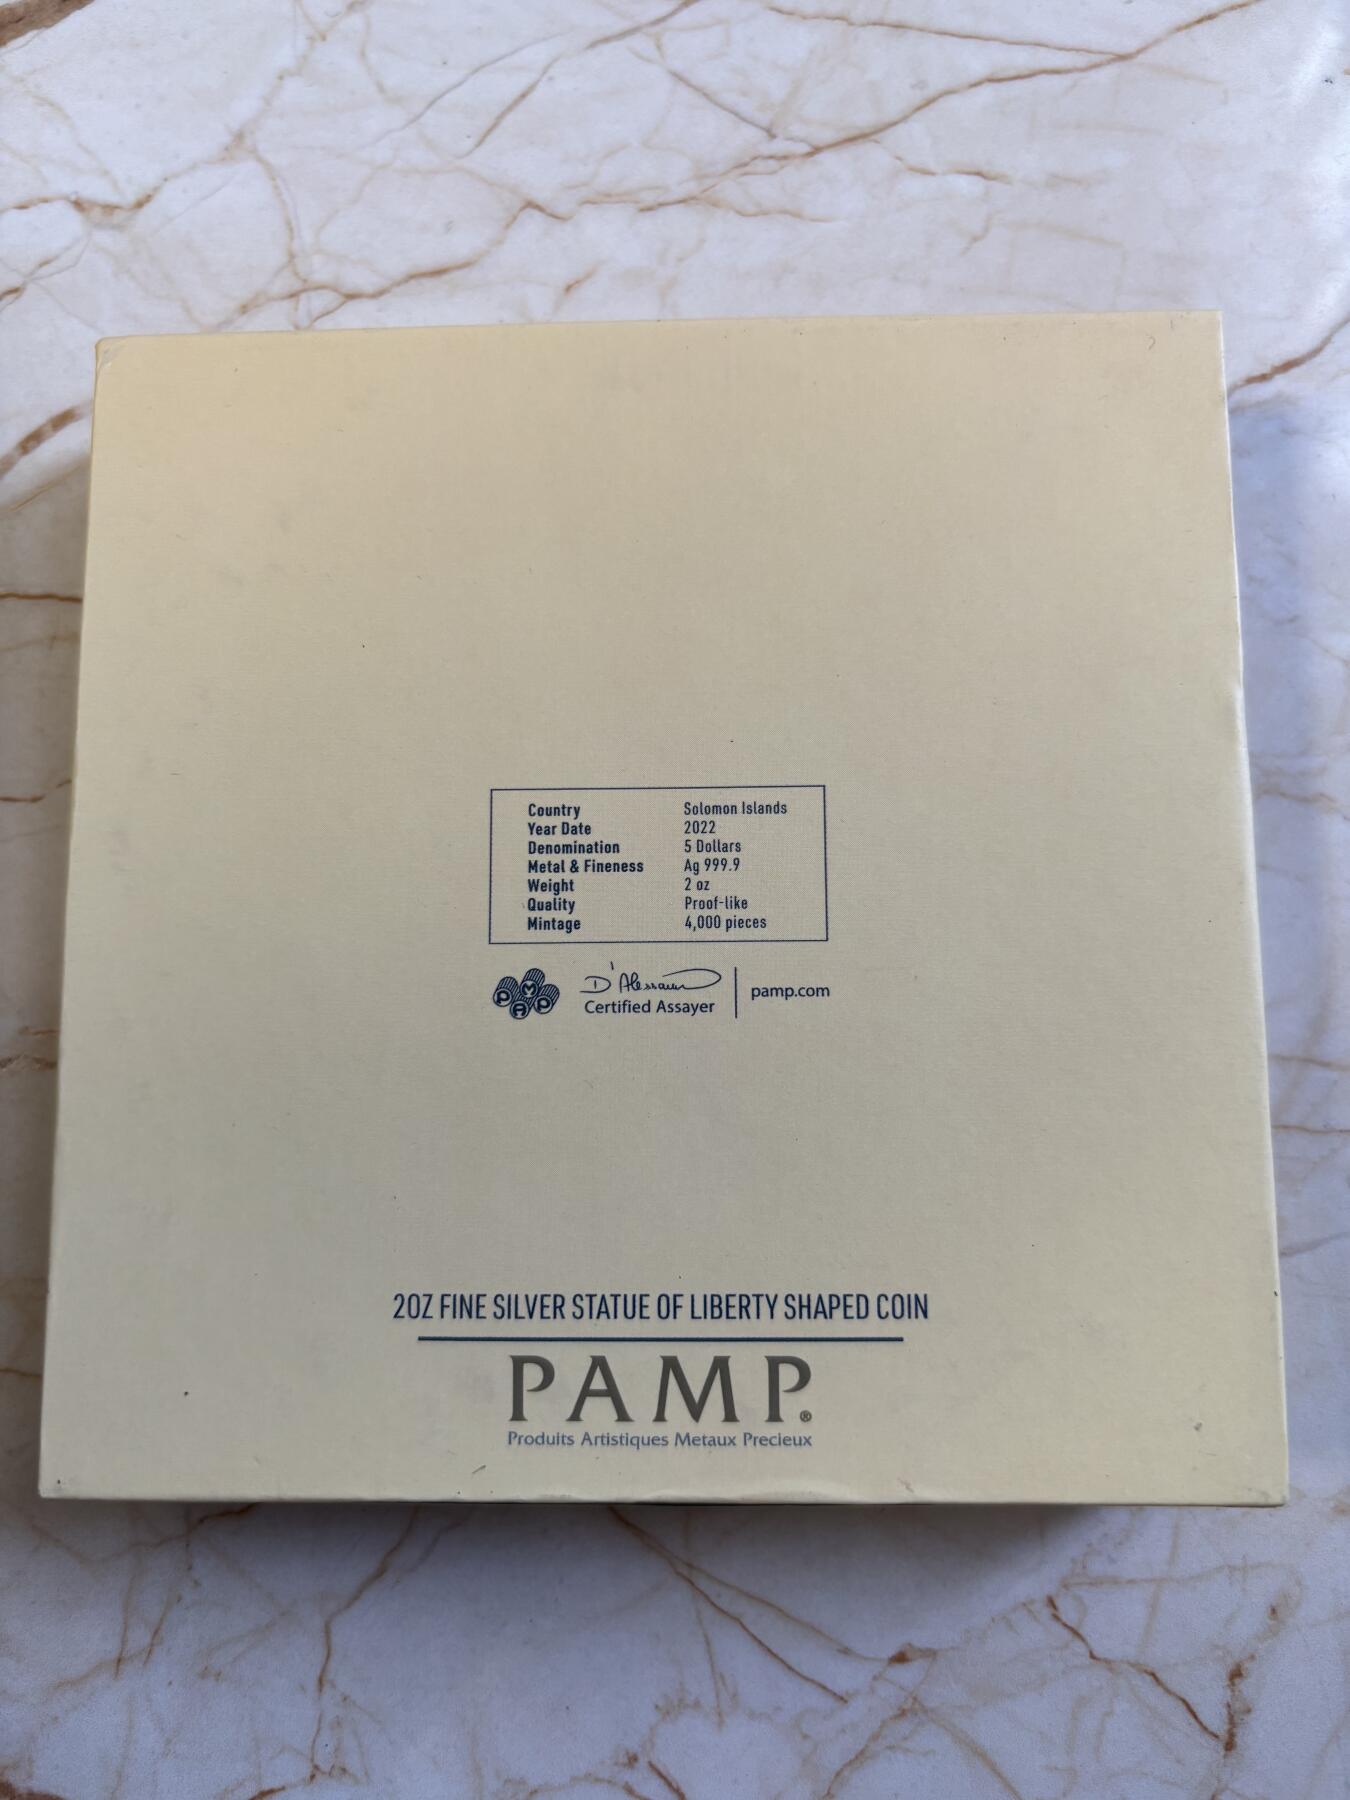 Country Solomon Islands
Year Date 2022
Denomination 5 Dollars
Metal & Fineness Ag 999.9
Weight 2 oz
Quality Proof-like
Mintage 4,000 pieces
PAMP
Certified Assayer
pamp.com
2OZ FINE SILVER STATUE OF LIBERTY SHAPED COIN
PAMP®
Produits Artistiques Metaux Precieux